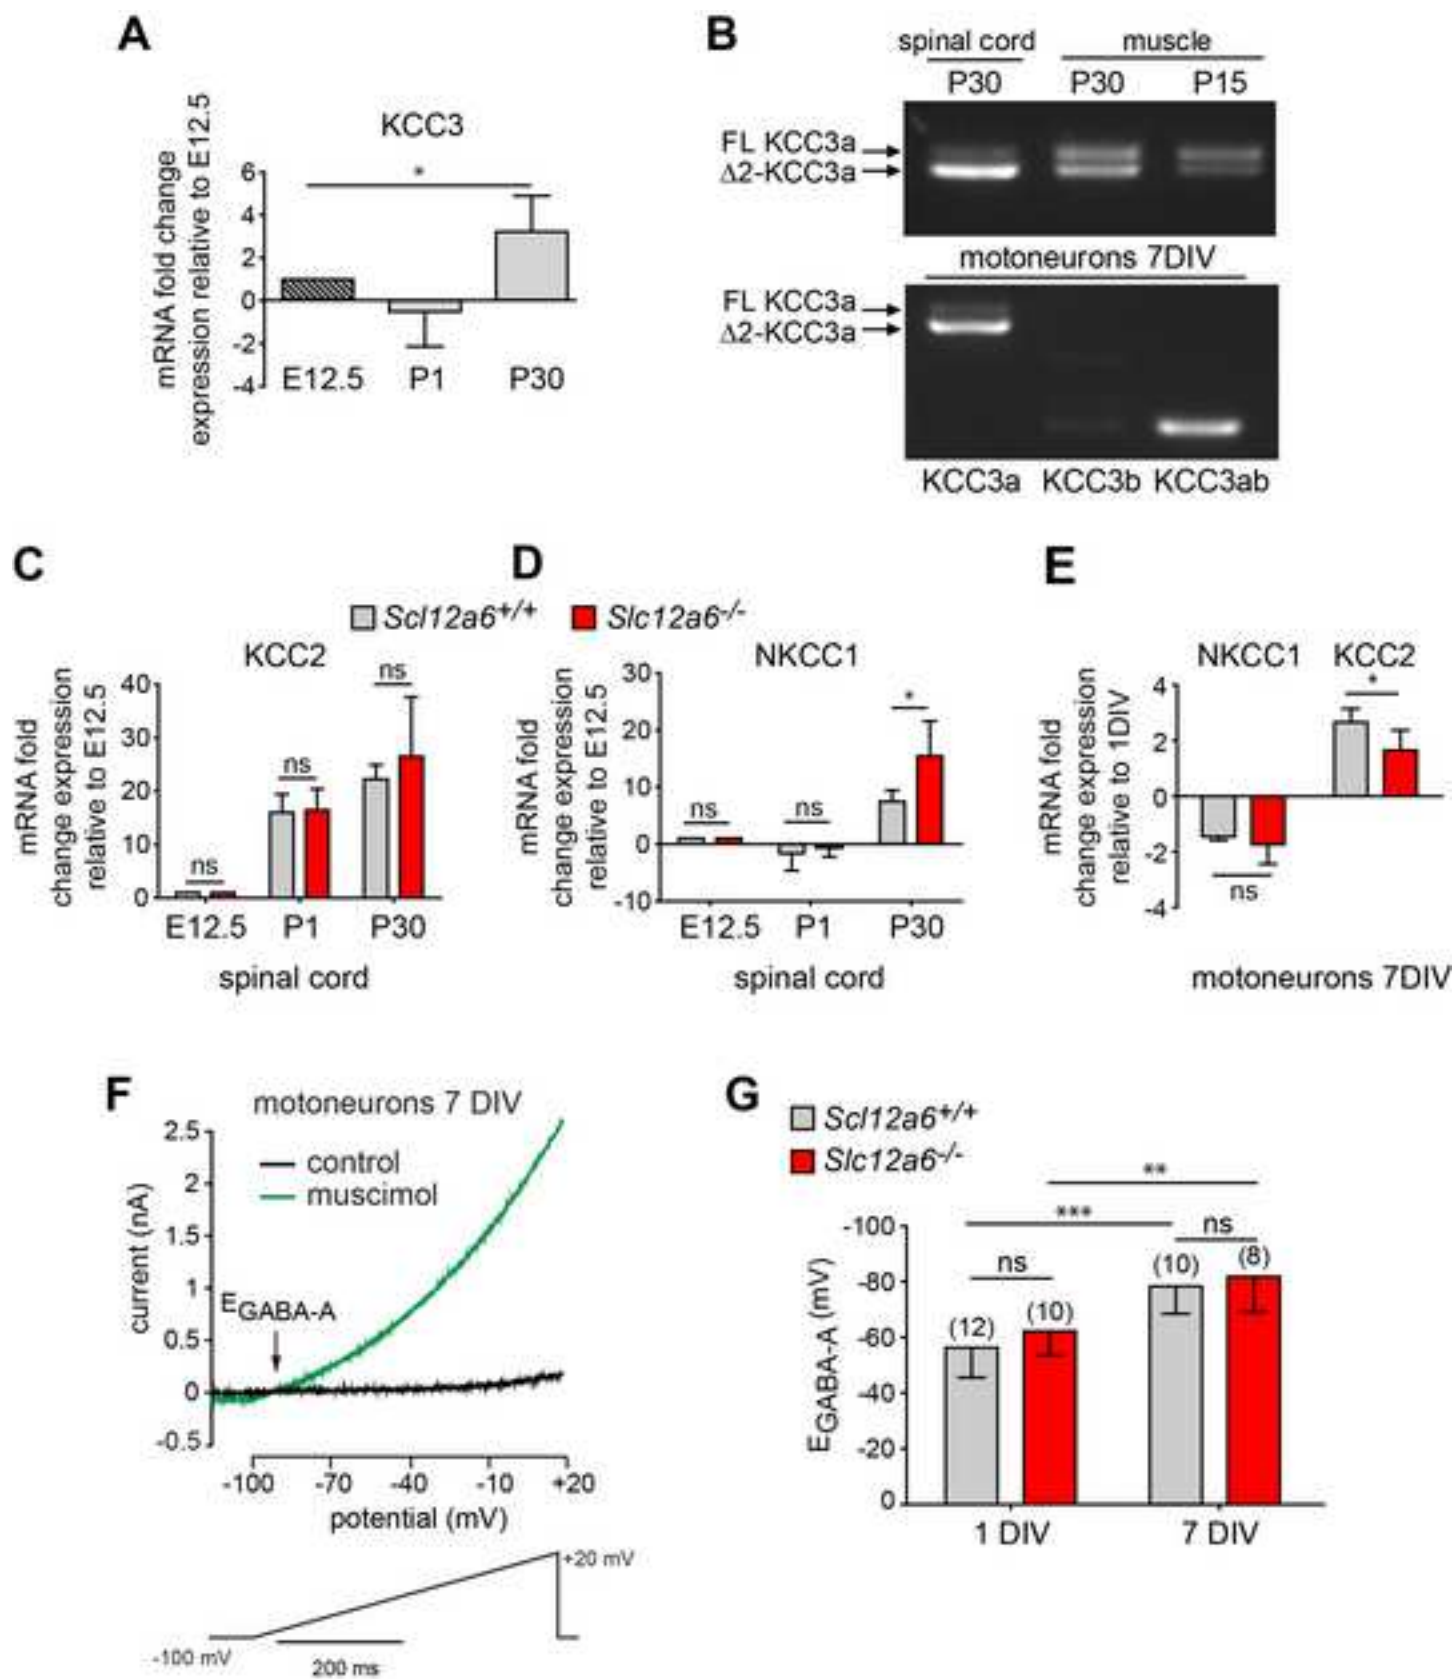 A
KCC3
mRNA fold change
expression relative to E12.5
6
4
2
0
-2
-4
*
E12.5 P1 P30
B
spinal cord muscle
P30 P30 P15
FL KCC3a
Δ2-KCC3a
motoneurons 7DIV
FL KCC3a
Δ2-KCC3a
KCC3a KCC3b KCC3ab
C
Scl12a6+/+ Slc12a6-/-
KCC2
mRNA fold
change expression
relative to E12.5
40
30
20
10
0
ns
ns
ns
E12.5 P1 P30
spinal cord
D
NKCC1
mRNA fold
change expression
relative to E12.5
30
20
10
0
-10
ns
ns
*
E12.5 P1 P30
spinal cord
E
NKCC1 KCC2
mRNA fold
change expression
relative to 1DIV
4
2
0
-2
-4
*
ns
motoneurons 7DIV
F
motoneurons 7 DIV
control
muscimol
current (nA)
2.5
2
1.5
1
0.5
0
-0.5
EGABA-A
-100 -70 -40 -10 +20
potential (mV)
+20 mV
-100 mV
200 ms
G
Scl12a6+/+
Slc12a6-/-
EGABA-A (mV)
-100
-80
-60
-40
-20
0
**
***
ns
ns
(12) (10) (10) (8)
1 DIV 7 DIV